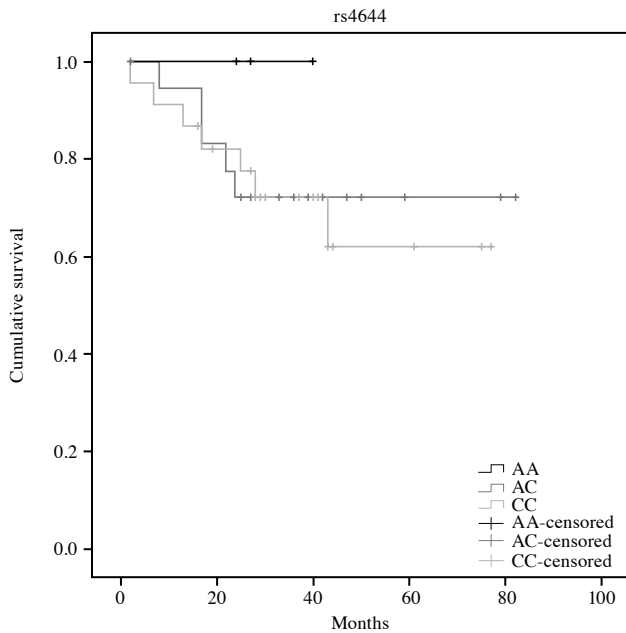 rs4644
1.0
0.8
0.6
0.4
0.2
0.0
Cumulative survival
AA
AC
CC
AA-censored
AC-censored
CC-censored
0 20 40 60 80 100
Months